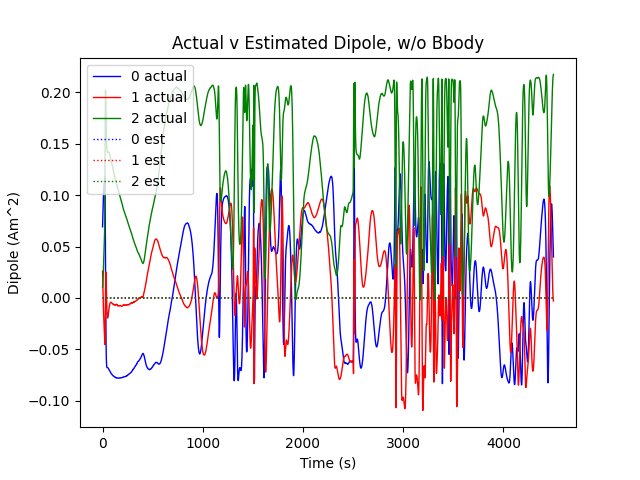 Actual v Estimated Dipole, w/o Bbody
0 actual
1 actual
2 actual
0 est
1 est
2 est
Dipole (Am^2)
0.20
0.15
0.10
0.05
0.00
−0.05
−0.10
0 1000 2000 3000 4000
Time (s)